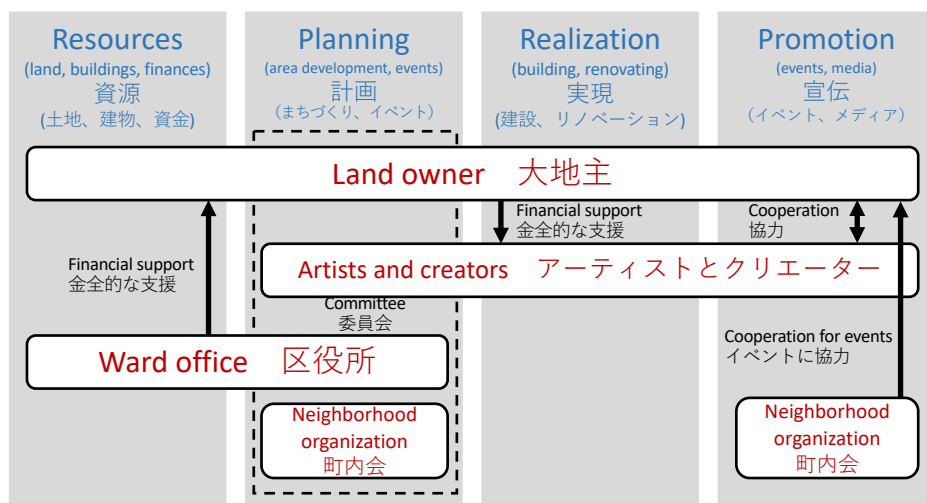 Resources
(land, buildings, finances)
資源
(土地、建物、資金)
Planning
(area development, events)
計画
(まちづくり、イベント)
Realization
(building, renovating)
実現
(建設、リノベーション)
Promotion
(events, media)
宣伝
(イベント、メディア)
Land owner 大地主
Financial support
金全的な支援
Cooperation
協力
Financial support
金全的な支援
Artists and creators アーティストとクリエーター
Committee
委員会
Cooperation for events
イベントに協力
Ward office 区役所
Neighborhood
organization
町内会
Neighborhood
organization
町内会